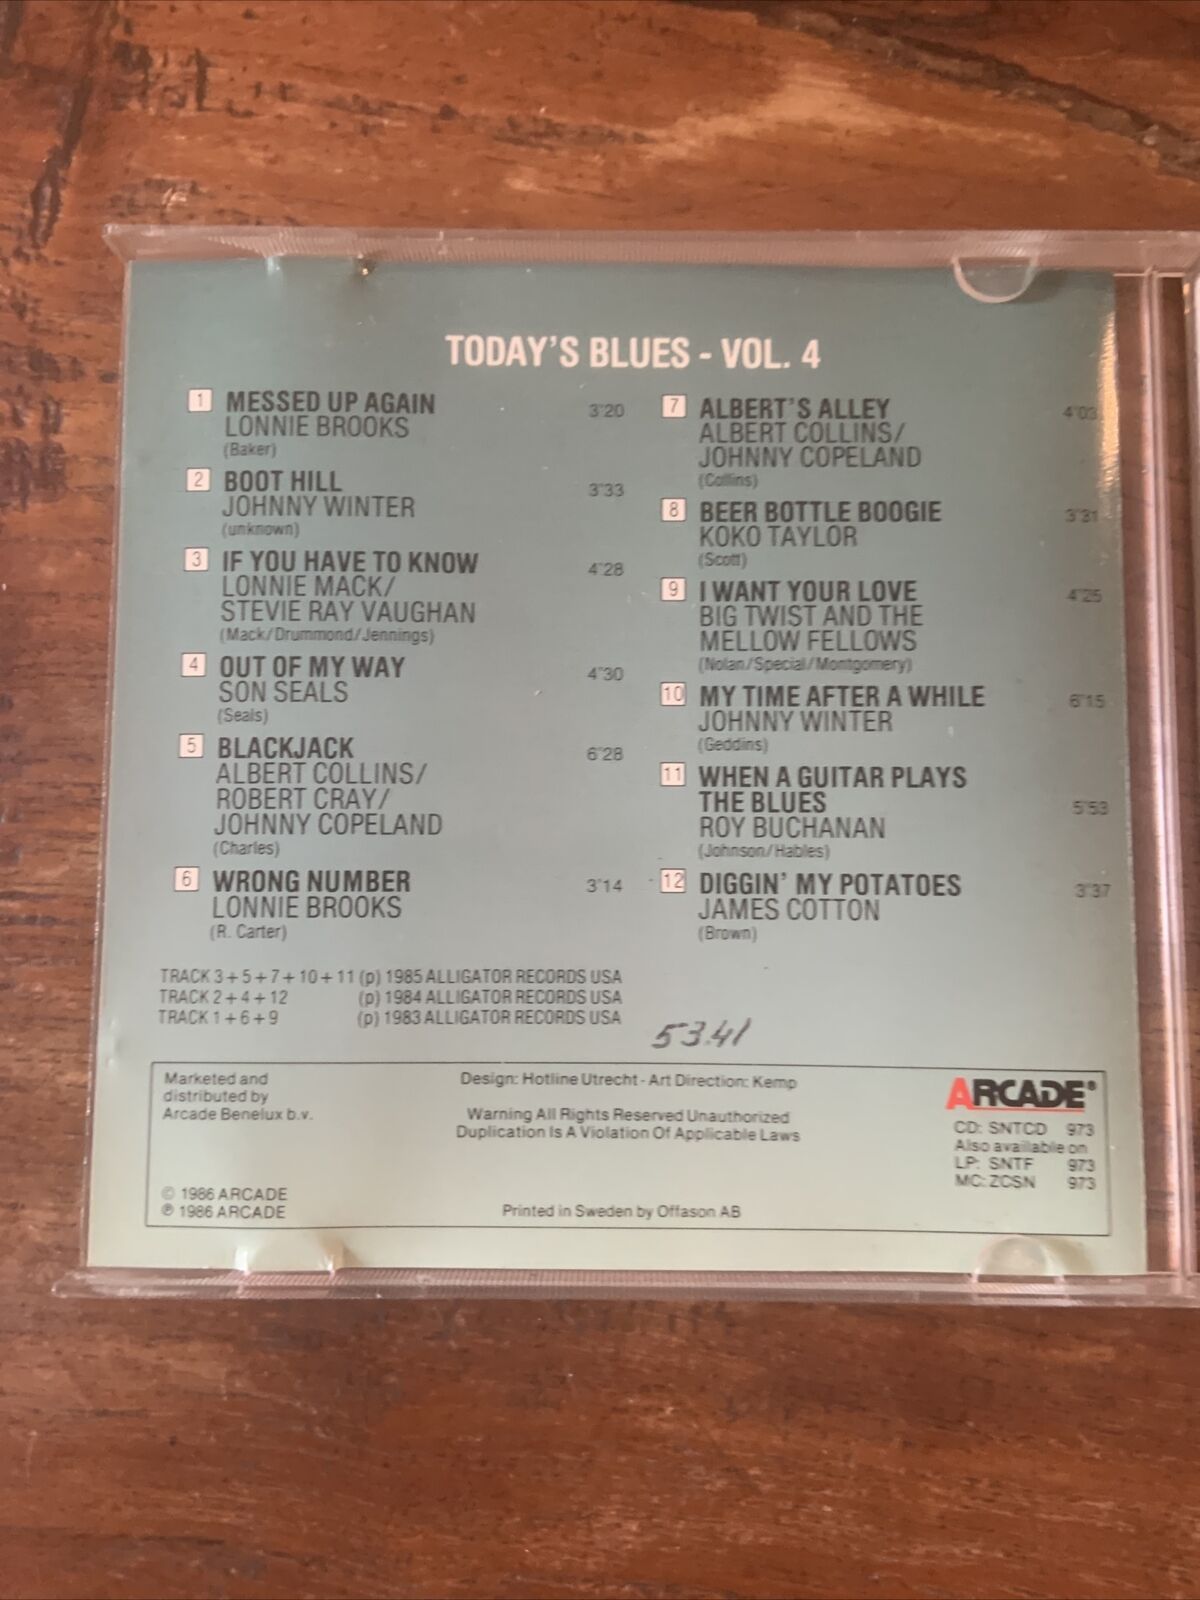 TODAY'S BLUES - VOL. 4
1 MESSED UP AGAIN 3'20
LONNIE BROOKS
(Baker)
2 BOOT HILL 3'33
JOHNNY WINTER
(unknown)
3 IF YOU HAVE TO KNOW 4'28
LONNIE MACK/
STEVIE RAY VAUGHAN
(Mack/Drummond/Jennings)
4 OUT OF MY WAY 4'30
SON SEALS
(Seals)
5 BLACKJACK 6'28
ALBERT COLLINS/
ROBERT CRAY/
JOHNNY COPELAND
(Charles)
6 WRONG NUMBER 3'14
LONNIE BROOKS
(R. Carter)
7 ALBERT'S ALLEY 4'03
ALBERT COLLINS/
JOHNNY COPELAND
(Collins)
8 BEER BOTTLE BOOGIE 3'31
KOKO TAYLOR
(Scott)
9 I WANT YOUR LOVE 4'25
BIG TWIST AND THE
MELLOW FELLOWS
(Nolan/Special/Montgomery)
10 MY TIME AFTER A WHILE 6'15
JOHNNY WINTER
(Geddins)
11 WHEN A GUITAR PLAYS
THE BLUES 5'53
ROY BUCHANAN
(Johnson/Hables)
12 DIGGIN' MY POTATOES 3'37
JAMES COTTON
(Brown)
TRACK 3+5+7+10+11 (p) 1985 ALLIGATOR RECORDS USA
TRACK 2+4+12 (p) 1984 ALLIGATOR RECORDS USA
TRACK 1+6+9 (p) 1983 ALLIGATOR RECORDS USA
53.41
Marketed and
distributed by
Arcade Benelux b.v.
© 1986 ARCADE
℗ 1986 ARCADE
Design: Hotline Utrecht - Art Direction: Kemp
Warning All Rights Reserved Unauthorized
Duplication Is A Violation Of Applicable Laws
Printed in Sweden by Offason AB
ARCADE®
CD: SNTCD 973
Also available on
LP: SNTF 973
MC: ZCSN 973